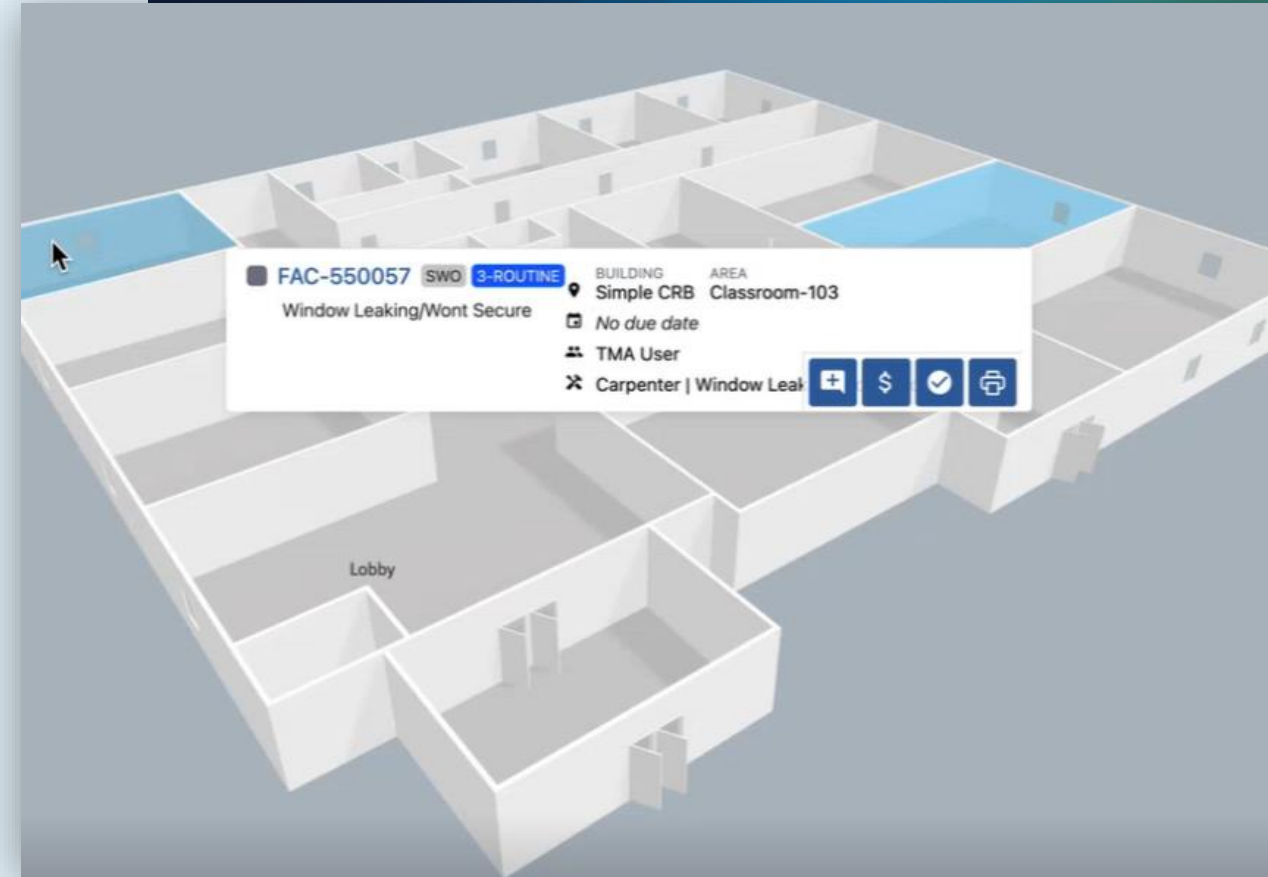 FAC-550057 SWO 3-ROUTINE
Window Leaking/Wont Secure
BUILDING AREA
Simple CRB Classroom-103
No due date
TMA User
Carpenter | Window Leak
$
Lobby